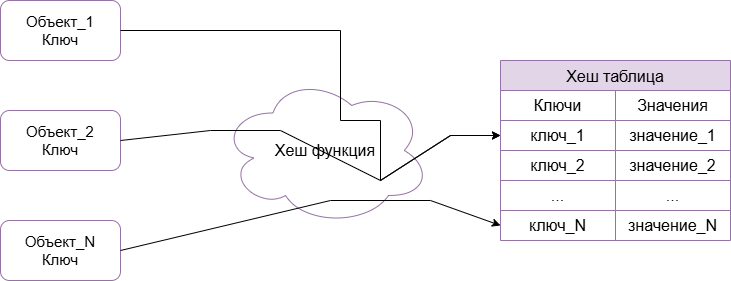 Объект_1
Ключ
Объект_2
Ключ
Объект_N
Ключ
Хеш функция
Хеш таблица
Ключи Значения
ключ_1 значение_1
ключ_2 значение_2
... ...
ключ_N значение_N